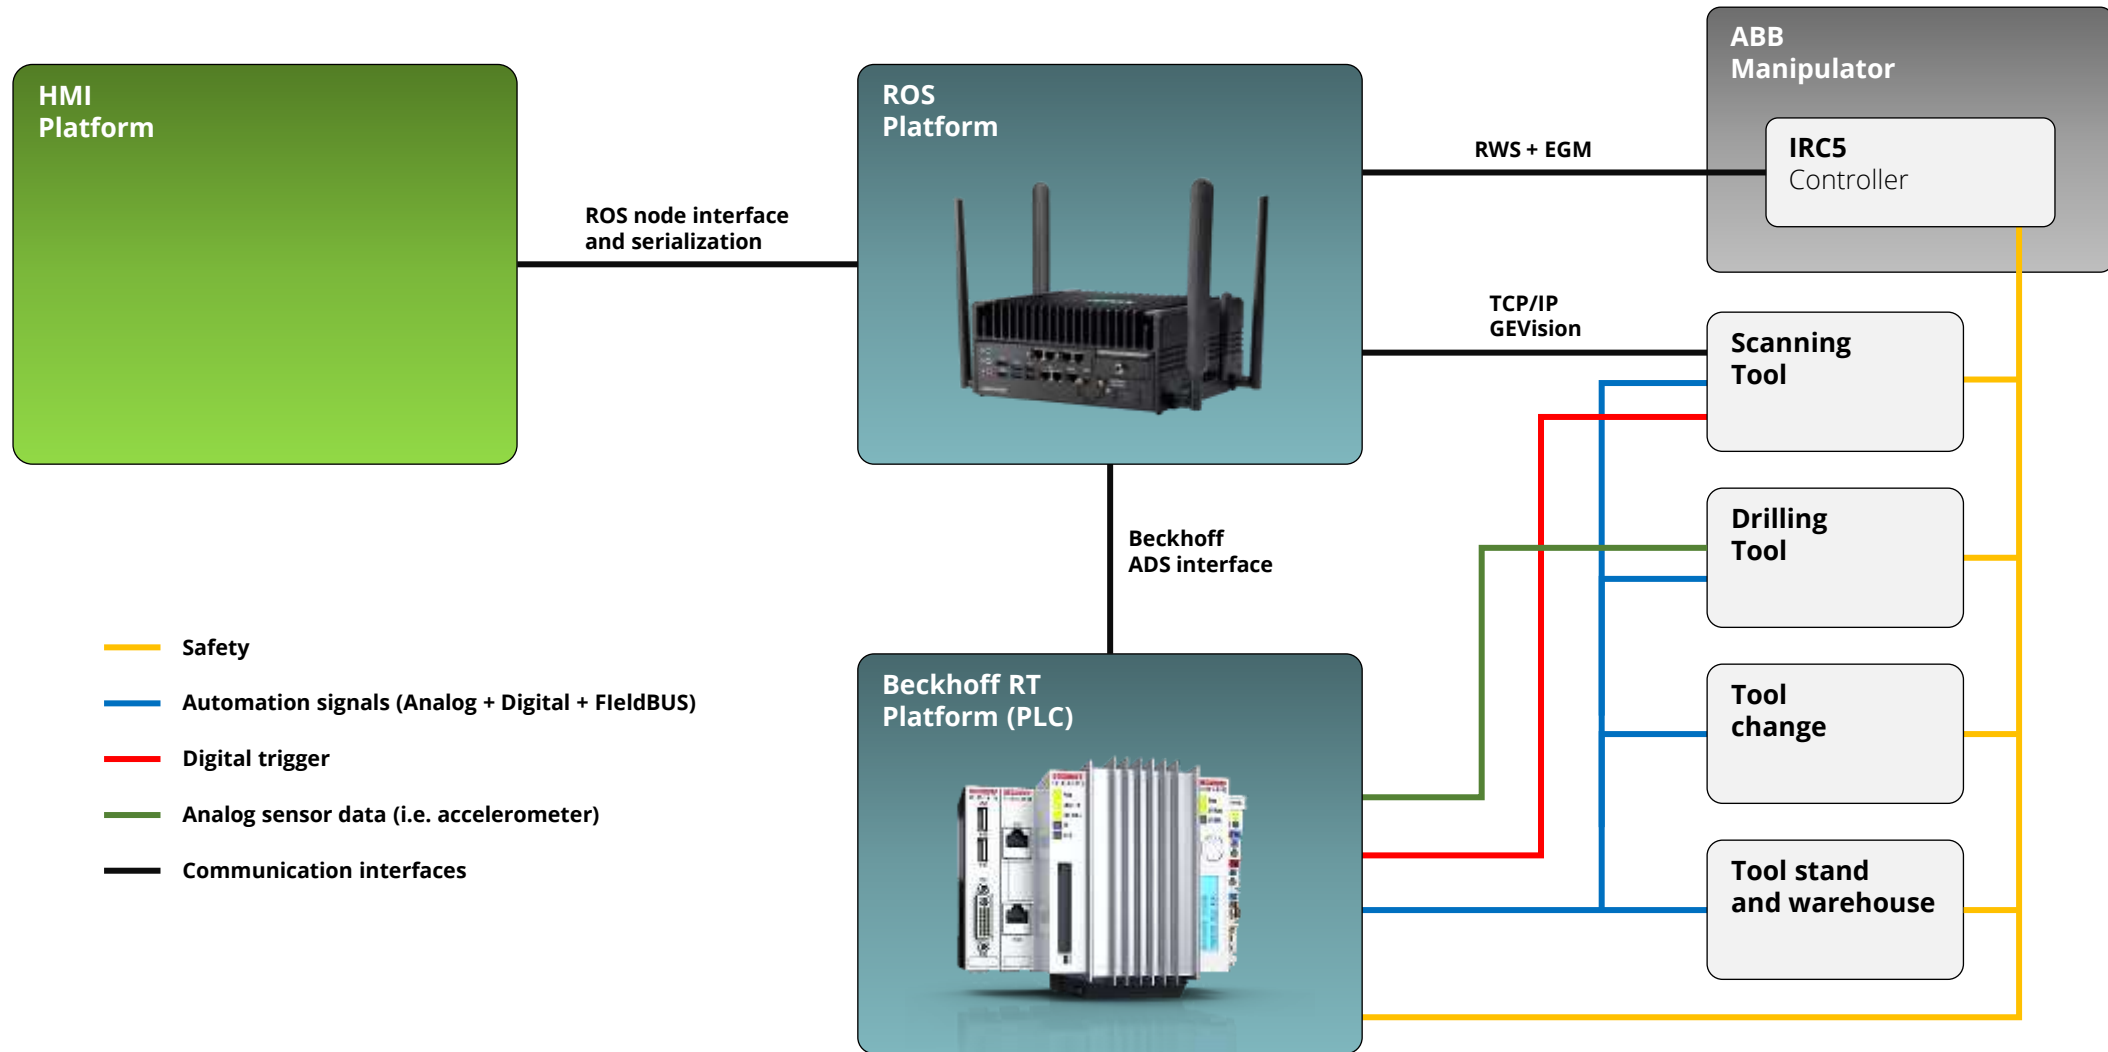 HMI
Platform
ROS node interface
and serialization
ROS
Platform
RWS + EGM
ABB
Manipulator
IRC5
Controller
TCP/IP
GEVision
Scanning
Tool
Drilling
Tool
Beckhoff
ADS interface
Tool
change
Tool stand
and warehouse
Beckhoff RT
Platform (PLC)
Safety
Automation signals (Analog + Digital + FIeldBUS)
Digital trigger
Analog sensor data (i.e. accelerometer)
Communication interfaces